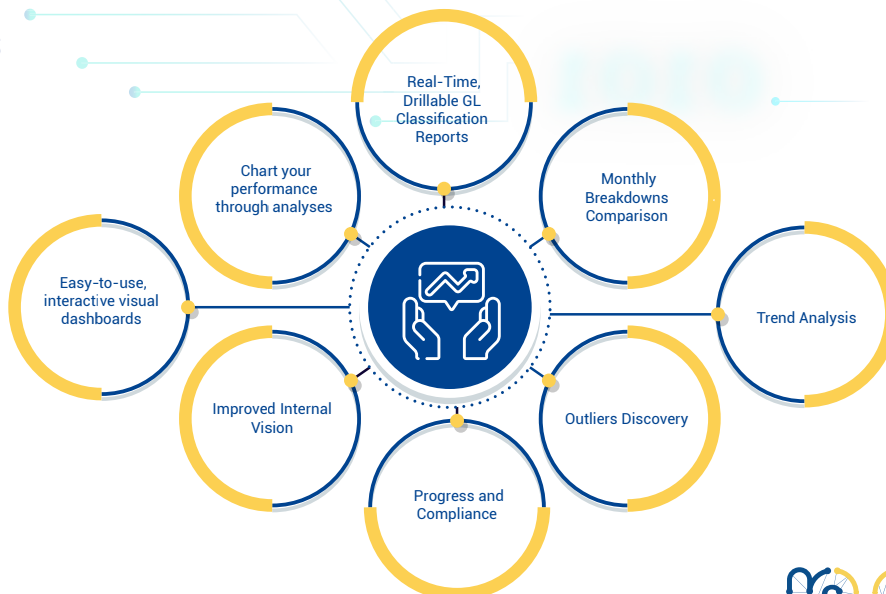 Real-Time,
Drillable GL
Classification
Reports
Chart your
performance
through analyses
Monthly
Breakdowns
Comparison
Easy-to-use,
interactive visual
dashboards
Trend Analysis
Improved Internal
Vision
Outliers Discovery
Progress and
Compliance